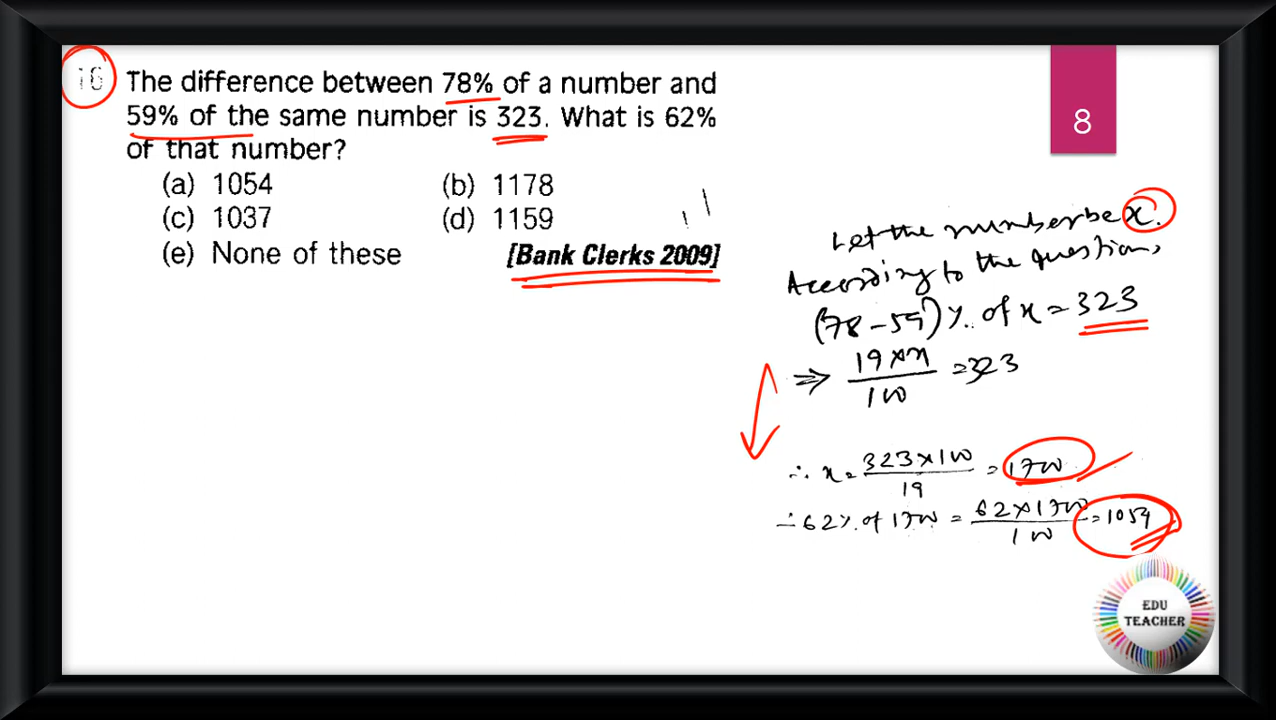 16 The difference between 78% of a number and
59% of the same number is 323. What is 62%
of that number?
(a) 1054 (b) 1178
(c) 1037 (d) 1159
(e) None of these [Bank Clerks 2009]
8
Let the number be x.
According to the question,
(78-59)% of x = 323
⇒ 19 × x / 100 = 323
∴ x = 323 × 100 / 19 = 1700
∴ 62% of 1700 = 62 × 1700 / 100 = 1054
EDU
TEACHER